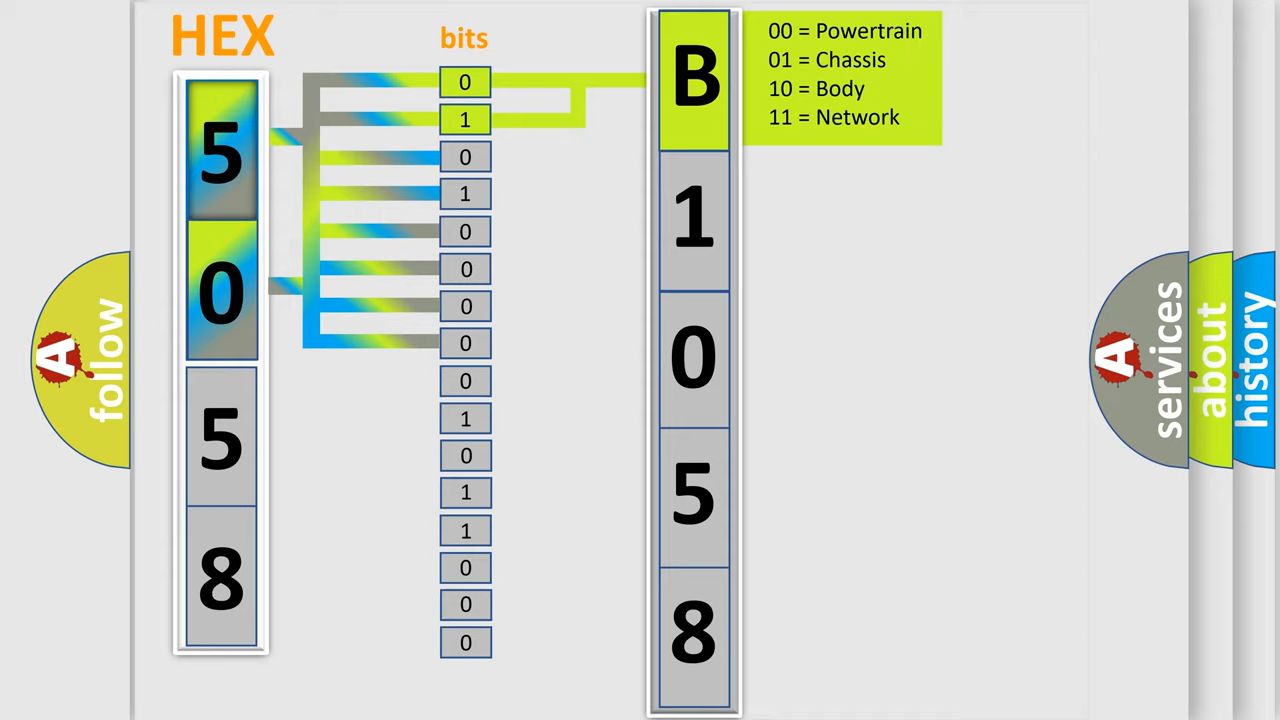 HEX
bits
5
0
5
8
0
1
0
1
0
0
0
0
0
1
0
1
1
0
0
0
B
1
0
5
8
00 = Powertrain
01 = Chassis
10 = Body
11 = Network
A
follow
A
services
about
history